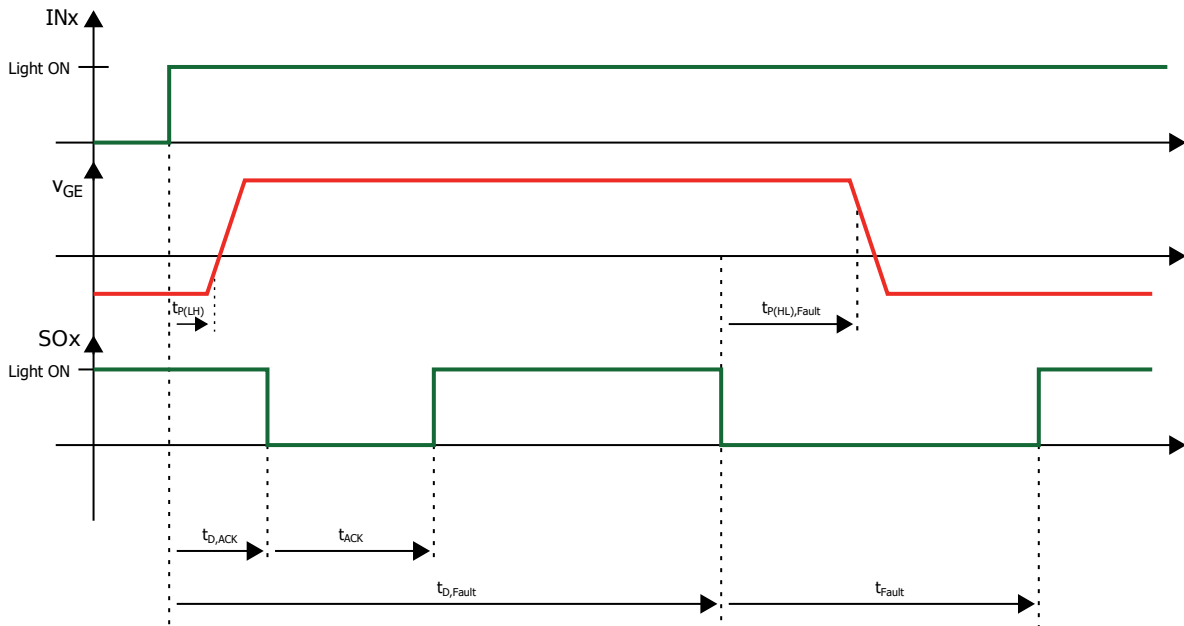 INx
Light ON
vGE
tP(LH)
tP(HL),Fault
SOx
Light ON
tD,ACK
tACK
tD,Fault
tFault